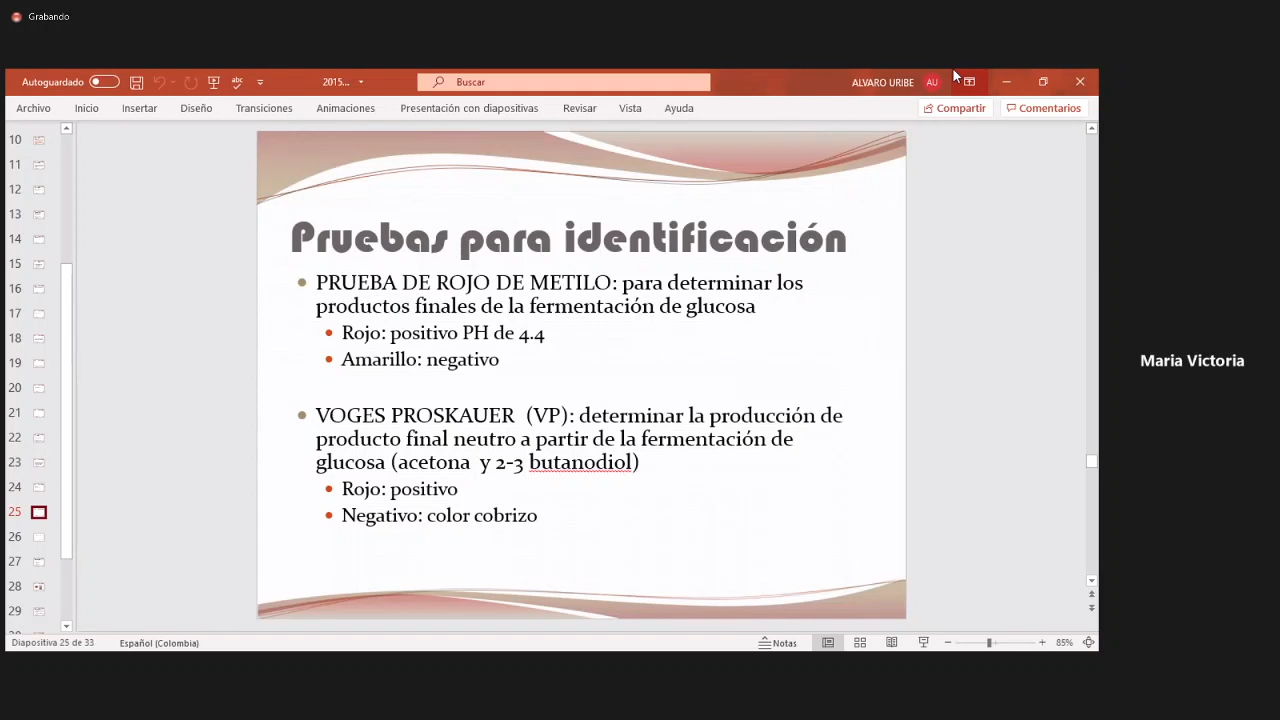 Grabando
Autoguardado
abc
2015...
Buscar
ALVARO URIBE
AU
Archivo
Inicio
Insertar
Diseño
Transiciones
Animaciones
Presentación con diapositivas
Revisar
Vista
Ayuda
Compartir
Comentarios
10
11
12
13
14
15
16
17
18
19
20
21
22
23
24
25
26
27
28
29
Pruebas para identificación
PRUEBA DE ROJO DE METILO: para determinar los
productos finales de la fermentación de glucosa
Rojo: positivo PH de 4.4
Amarillo: negativo
VOGES PROSKAUER (VP): determinar la producción de
producto final neutro a partir de la fermentación de
glucosa (acetona y 2-3 butanodiol)
Rojo: positivo
Negativo: color cobrizo
Maria Victoria
Diapositiva 25 de 33
Español (Colombia)
Notas
85%